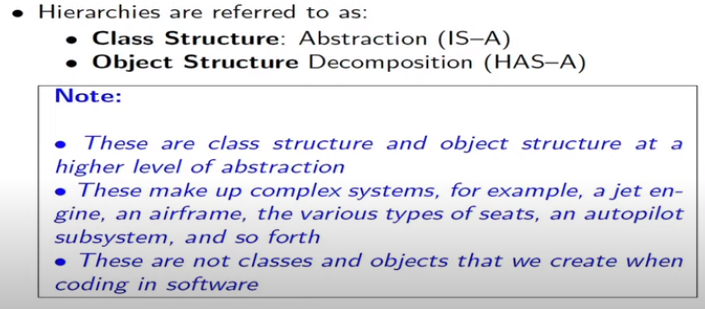 • Hierarchies are referred to as:
• Class Structure: Abstraction (IS–A)
• Object Structure Decomposition (HAS–A)
Note:
• These are class structure and object structure at a
higher level of abstraction
• These make up complex systems, for example, a jet en-
gine, an airframe, the various types of seats, an autopilot
subsystem, and so forth
• These are not classes and objects that we create when
coding in software